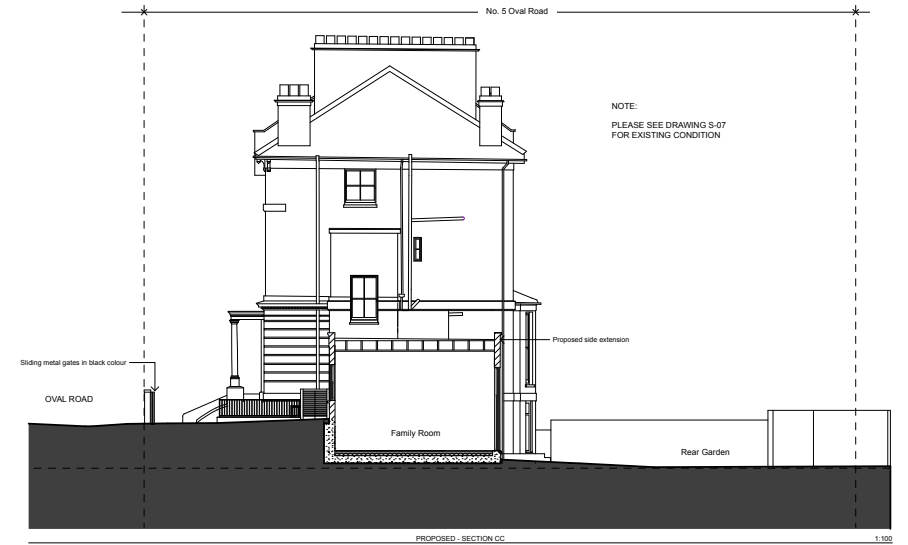 No. 5 Oval Road
NOTE:
PLEASE SEE DRAWING S-07
FOR EXISTING CONDITION
Proposed side extension
Sliding metal gates in black colour
OVAL ROAD
Family Room
Rear Garden
PROPOSED - SECTION CC
1:100